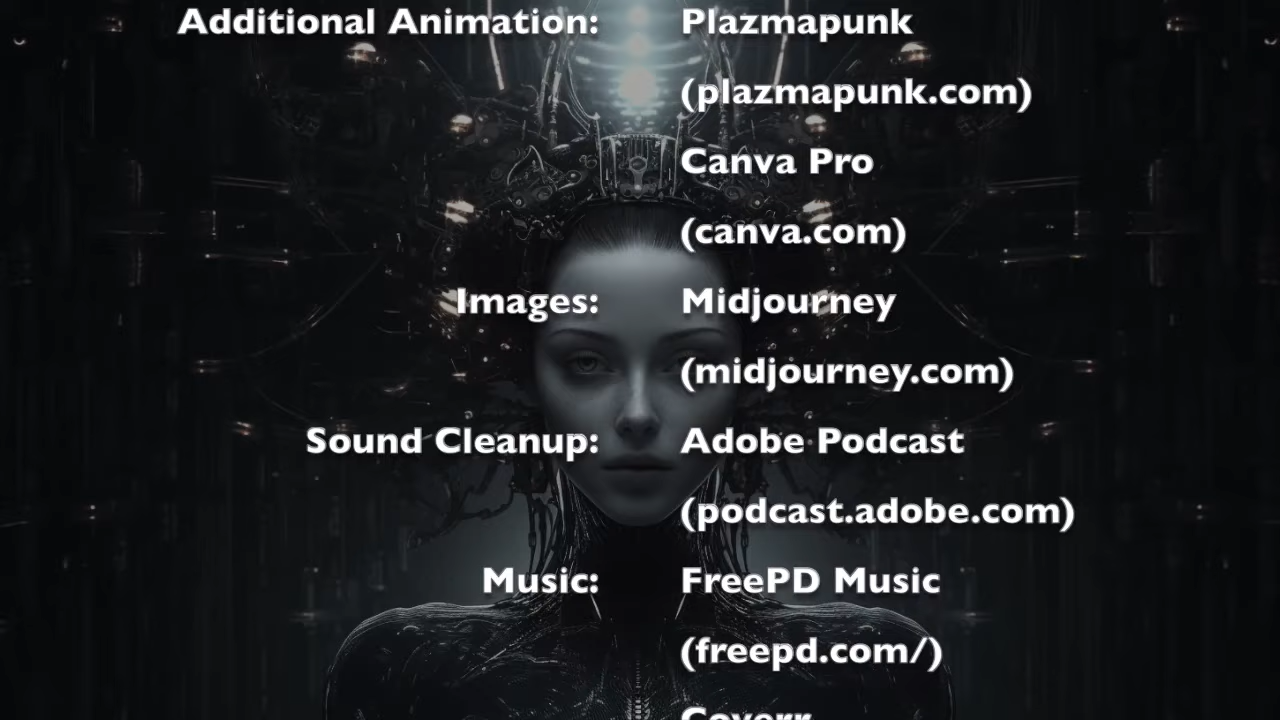 Additional Animation: Plazmapunk
(plazmapunk.com)
Canva Pro
(canva.com)
Images: Midjourney
(midjourney.com)
Sound Cleanup: Adobe Podcast
(podcast.adobe.com)
Music: FreePD Music
(freepd.com/)
Coverr